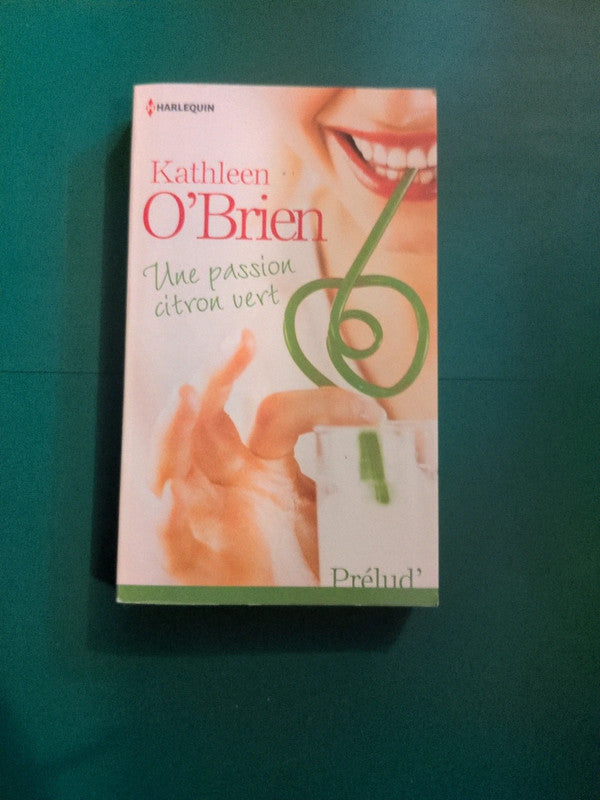 HARLEQUIN
Kathleen
O'Brien
Une passion
citron vert
Prélud'